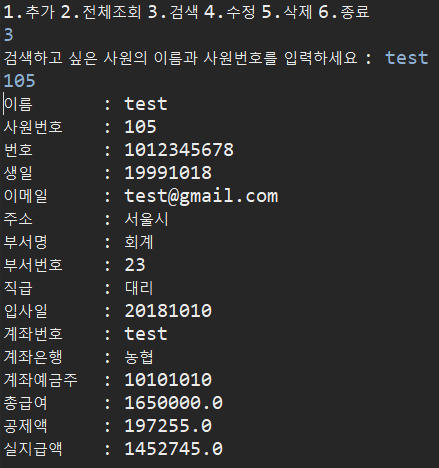 1.추가 2.전체조회 3.검색 4.수정 5.삭제 6.종료
3
검색하고 싶은 사원의 이름과 사원번호를 입력하세요 : test
105
이름 : test
사원번호 : 105
번호 : 1012345678
생일 : 19991018
이메일 : test@gmail.com
주소 : 서울시
부서명 : 회계
부서번호 : 23
직급 : 대리
입사일 : 20181010
계좌번호 : test
계좌은행 : 농협
계좌예금주 : 10101010
총급여 : 1650000.0
공제액 : 197255.0
실지급액 : 1452745.0